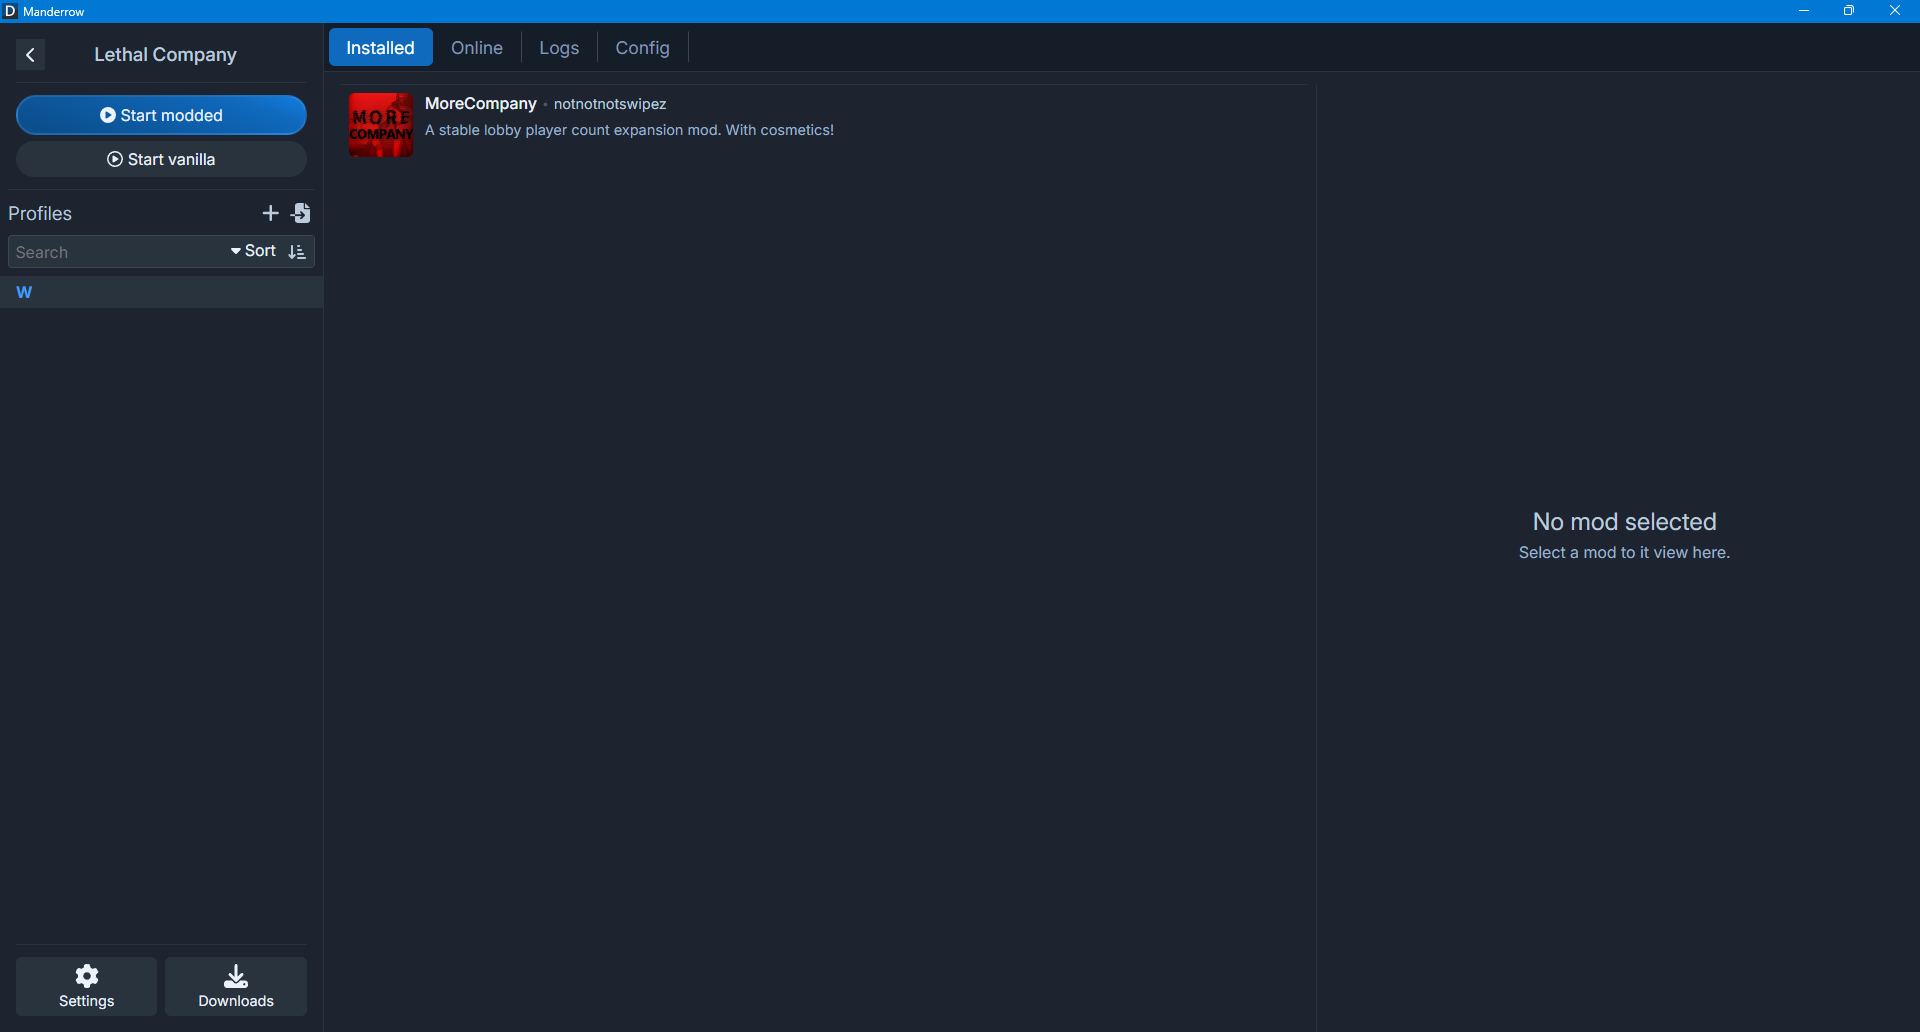 D Manderrow
Lethal Company
Start modded
Start vanilla
Profiles
Search
Sort
W
Installed
Online
Logs
Config
MORE
COMPANY
MoreCompany · notnotnotswipez
A stable lobby player count expansion mod. With cosmetics!
No mod selected
Select a mod to it view here.
Settings
Downloads